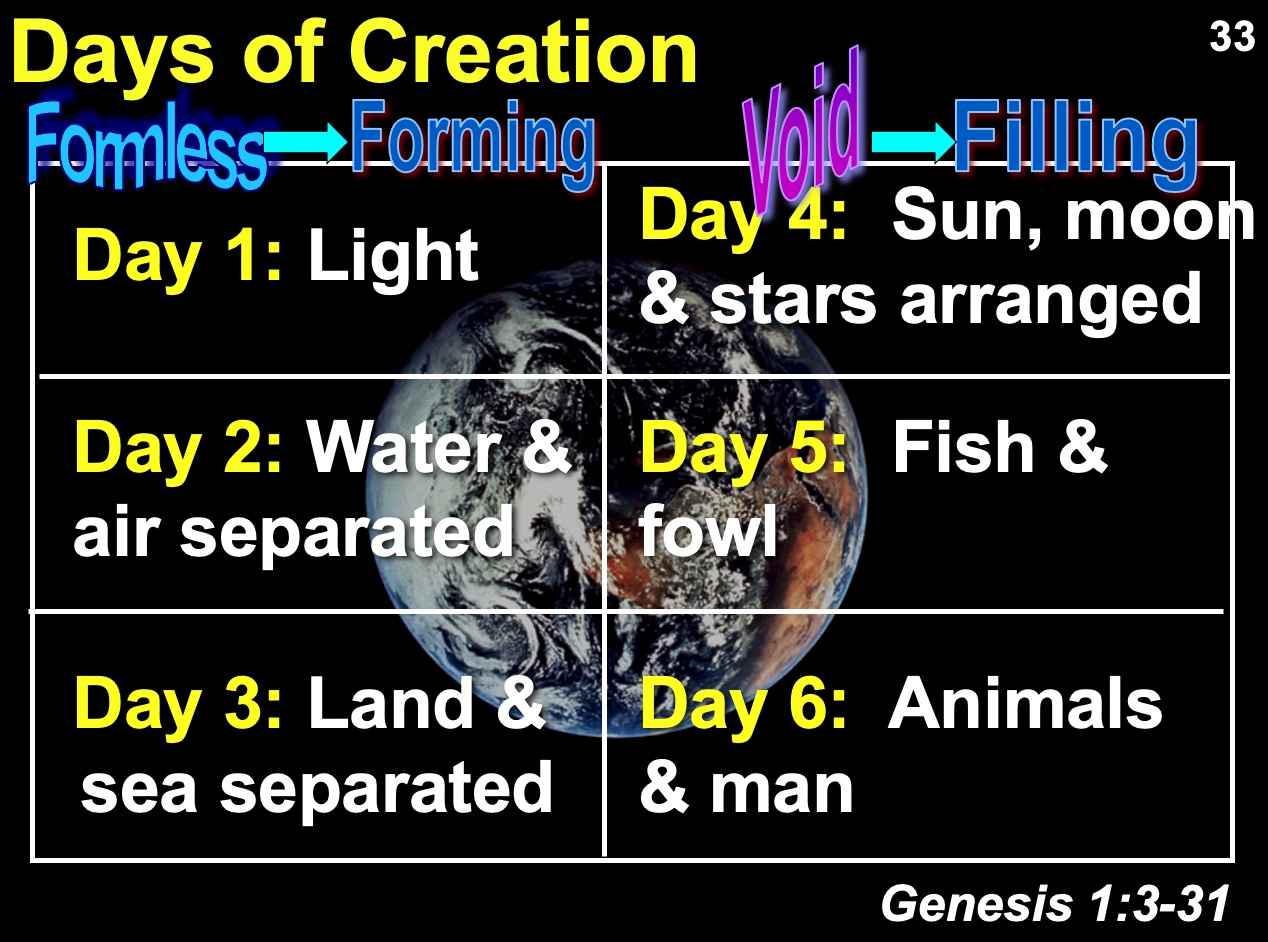 Days of Creation
33
Formless Forming
Void Filling
Day 1: Light
Day 4: Sun, moon
& stars arranged
Day 2: Water &
air separated
Day 5: Fish &
fowl
Day 3: Land &
sea separated
Day 6: Animals
& man
Genesis 1:3-31